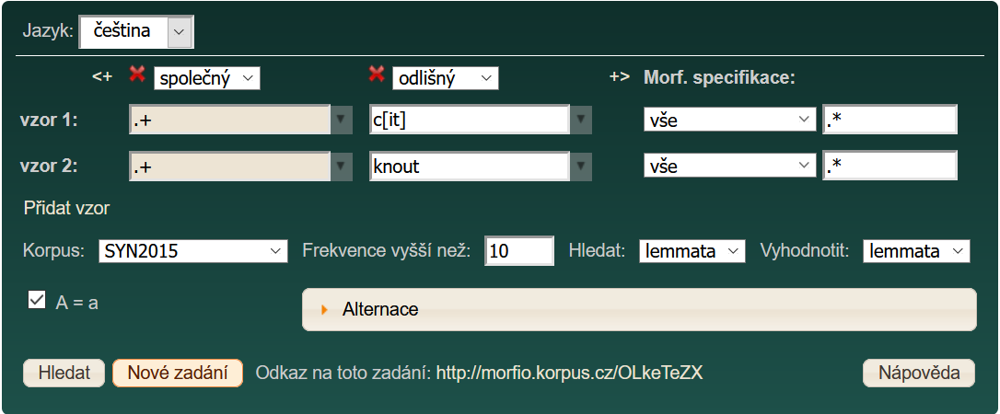 Jazyk: čeština
<+ společný odlišný +> Morf. specifikace:
vzor 1: .+ c[it] vše .*
vzor 2: .+ knout vše .*
Přidat vzor
Korpus: SYN2015 Frekvence vyšší než: 10 Hledat: lemmata Vyhodnotit: lemmata
A = a Alternace
Hledat Nové zadání Odkaz na toto zadání: http://morfio.korpus.cz/OLkeTeZX Nápověda